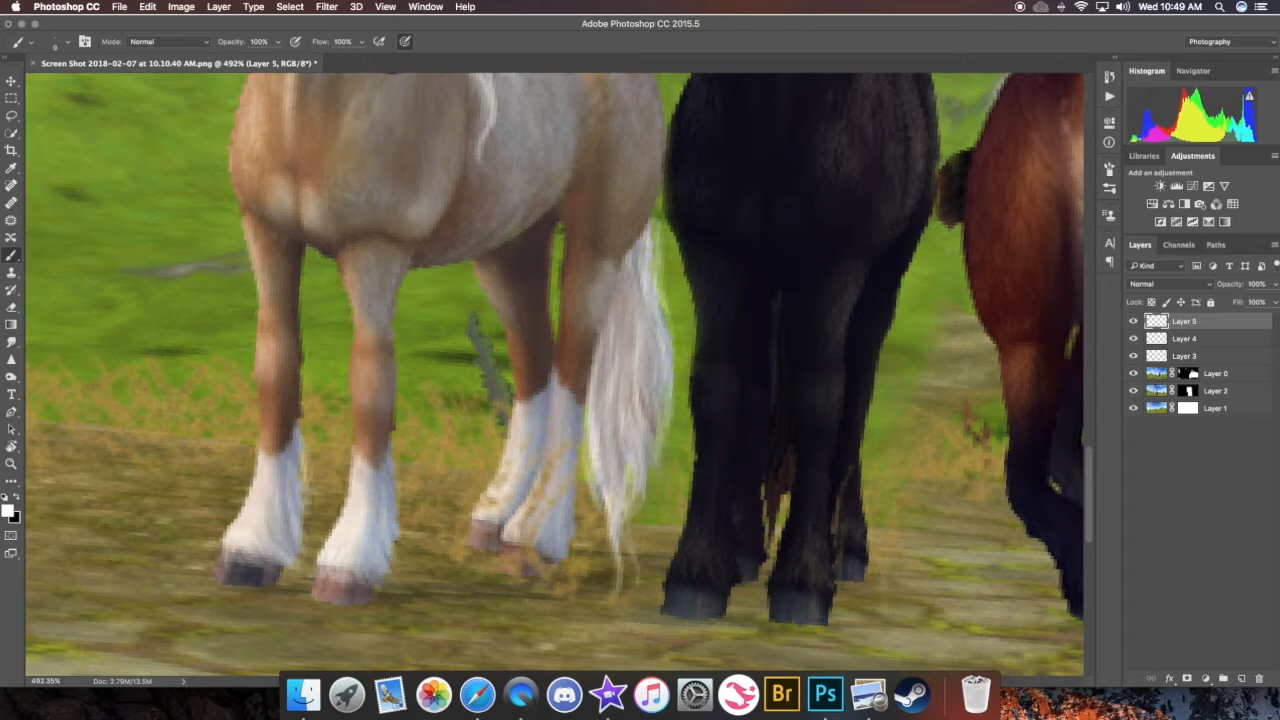 Photoshop CC File Edit Image Layer Type Select Filter 3D View Window Help Wed 10:49 AM
Adobe Photoshop CC 2015.5
9 Mode: Normal Opacity: 100% Flow: 100% Photography
Screen Shot 2018-02-07 at 10.10.40 AM.png @ 492% (Layer 5, RGB/8*) *
Histogram Navigator
Libraries Adjustments
Add an adjustment
Layers Channels Paths
Kind
Normal Opacity: 100%
Lock: Fill: 100%
Layer 5
Layer 4
Layer 3
Layer 0
Layer 2
Layer 1
492.35% Doc: 2.79M/13.5M
Br Ps